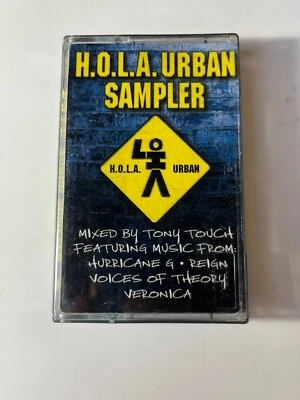 H.O.L.A. URBAN
SAMPLER
H.O.L.A. URBAN
MIXED BY TONY TOUCH
FEATURING MUSIC FROM:
HURRICANE G • REIGN
VOICES OF THEORY
VERONICA